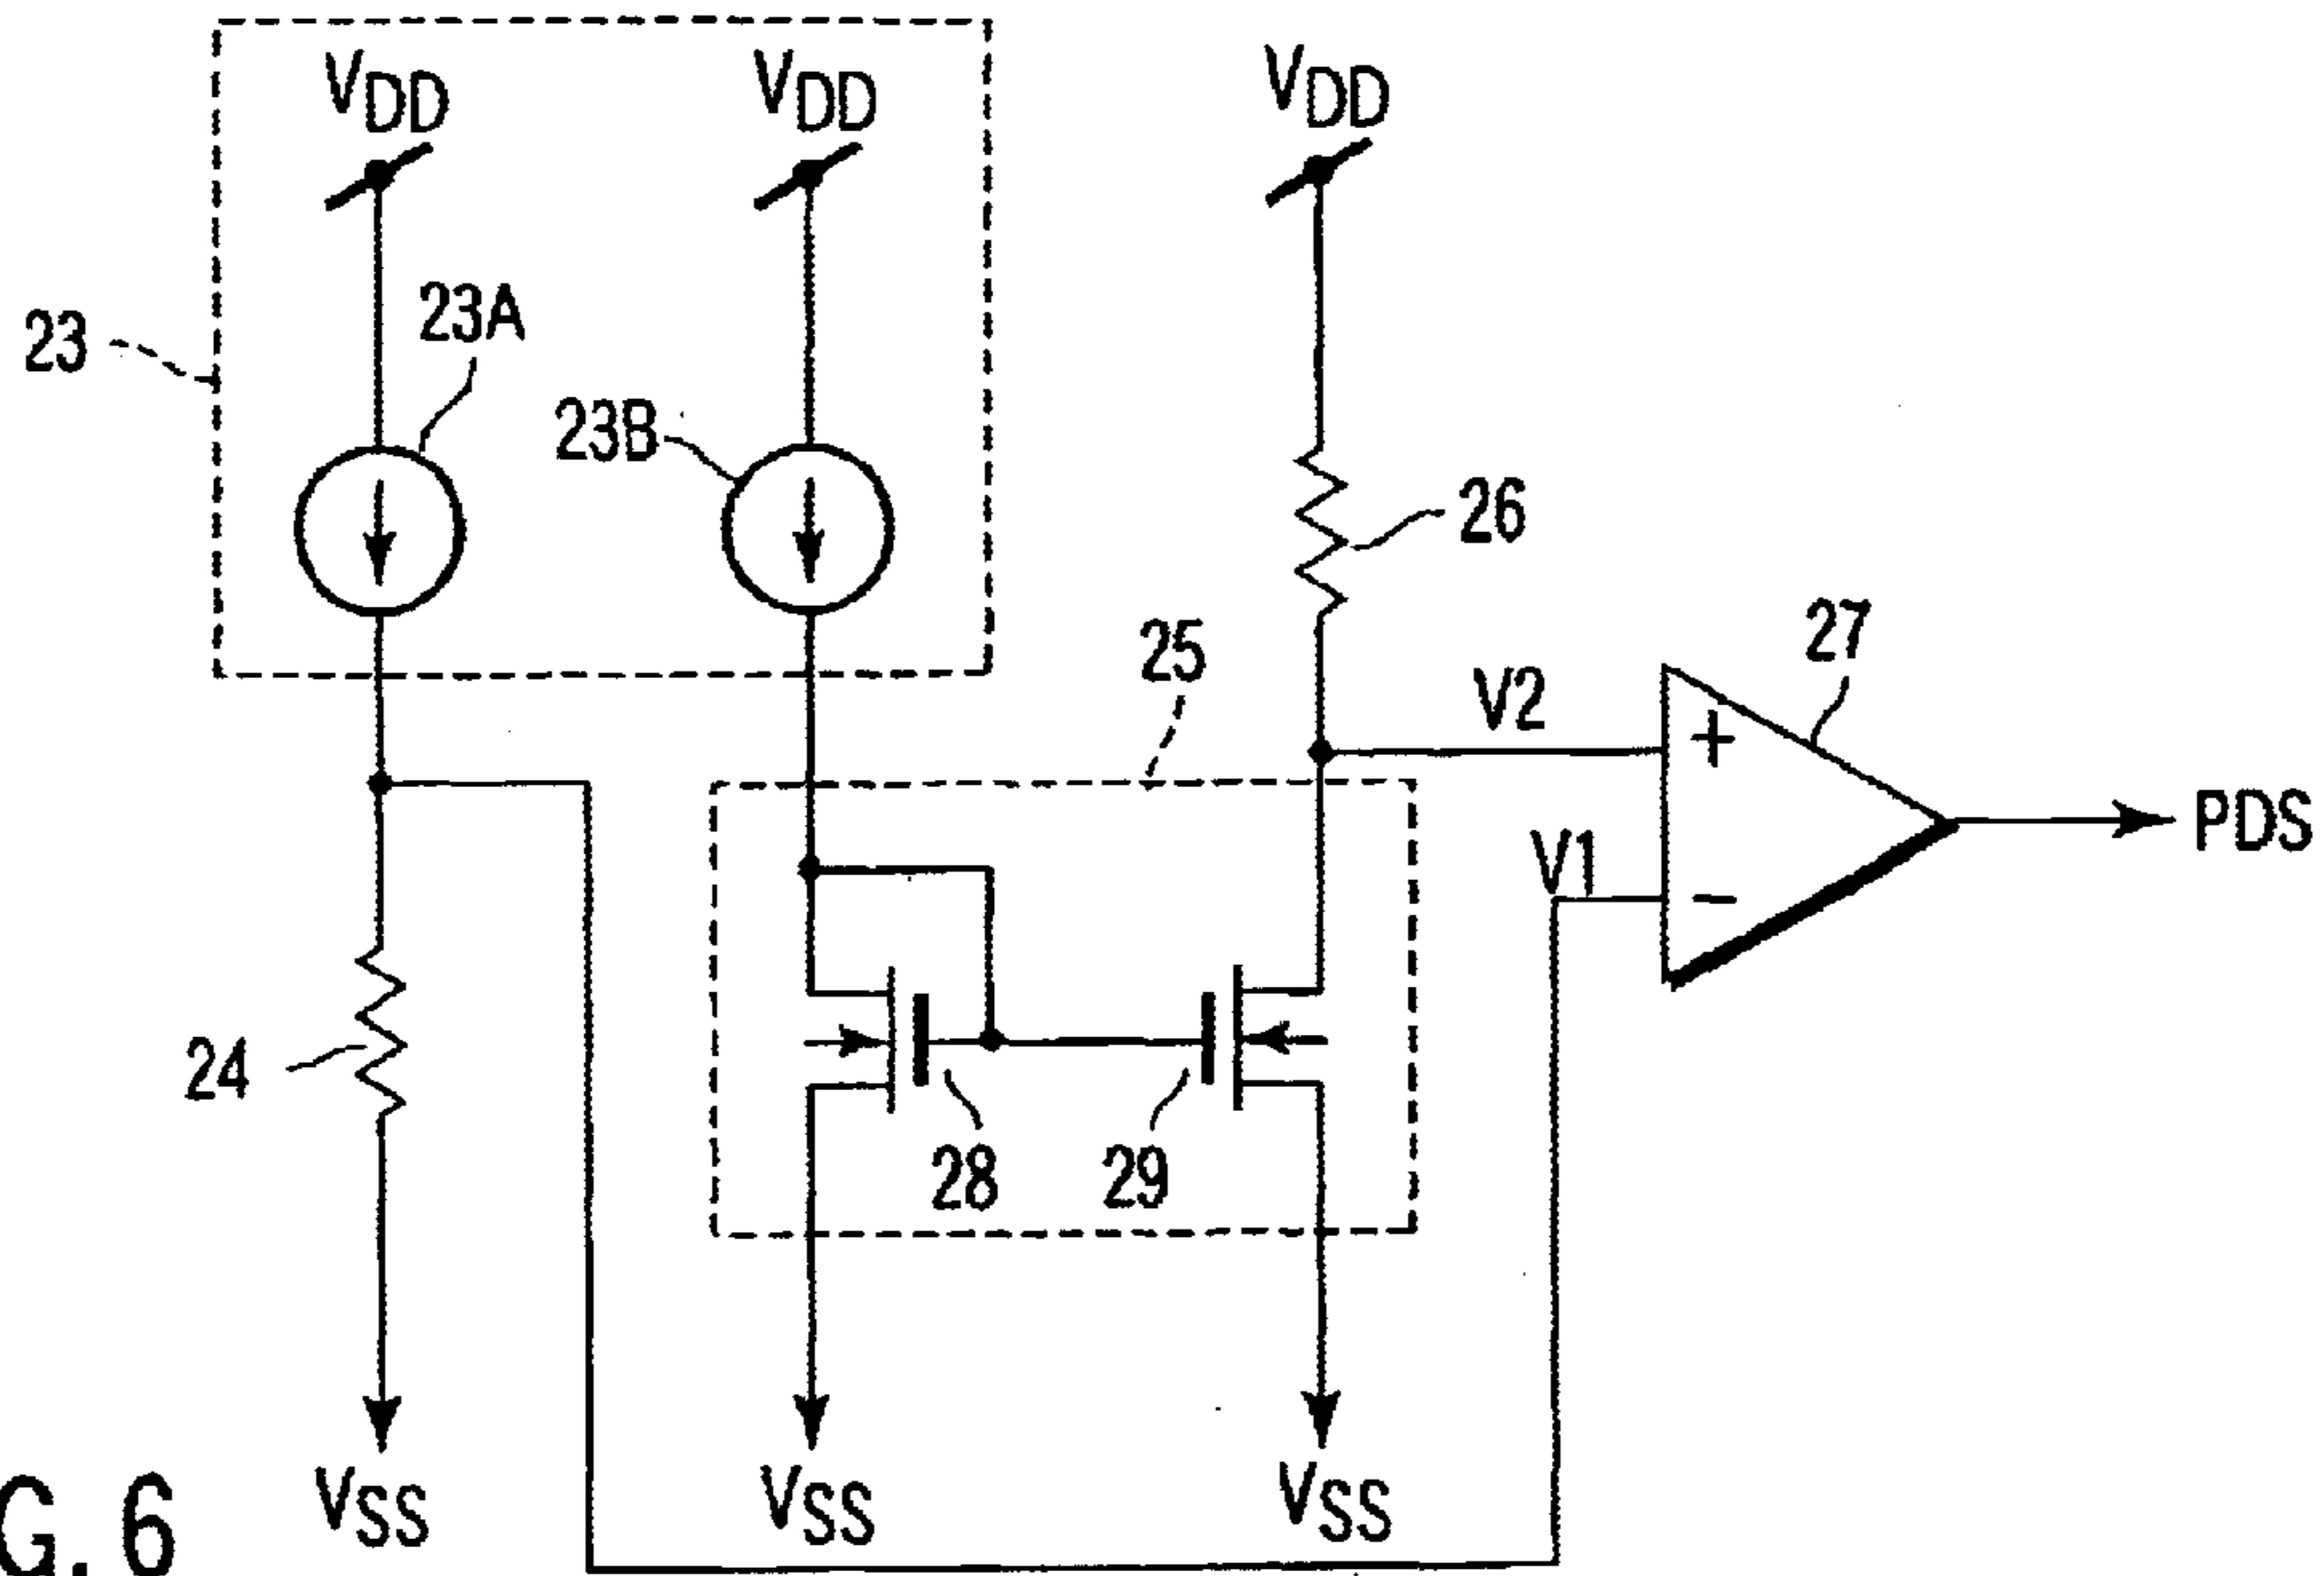 VDD VDD VDD
23A
23
23B
26
27
25
V2
+
PDS
V1
−
24
28 29
VSS VSS VSS
G. 6